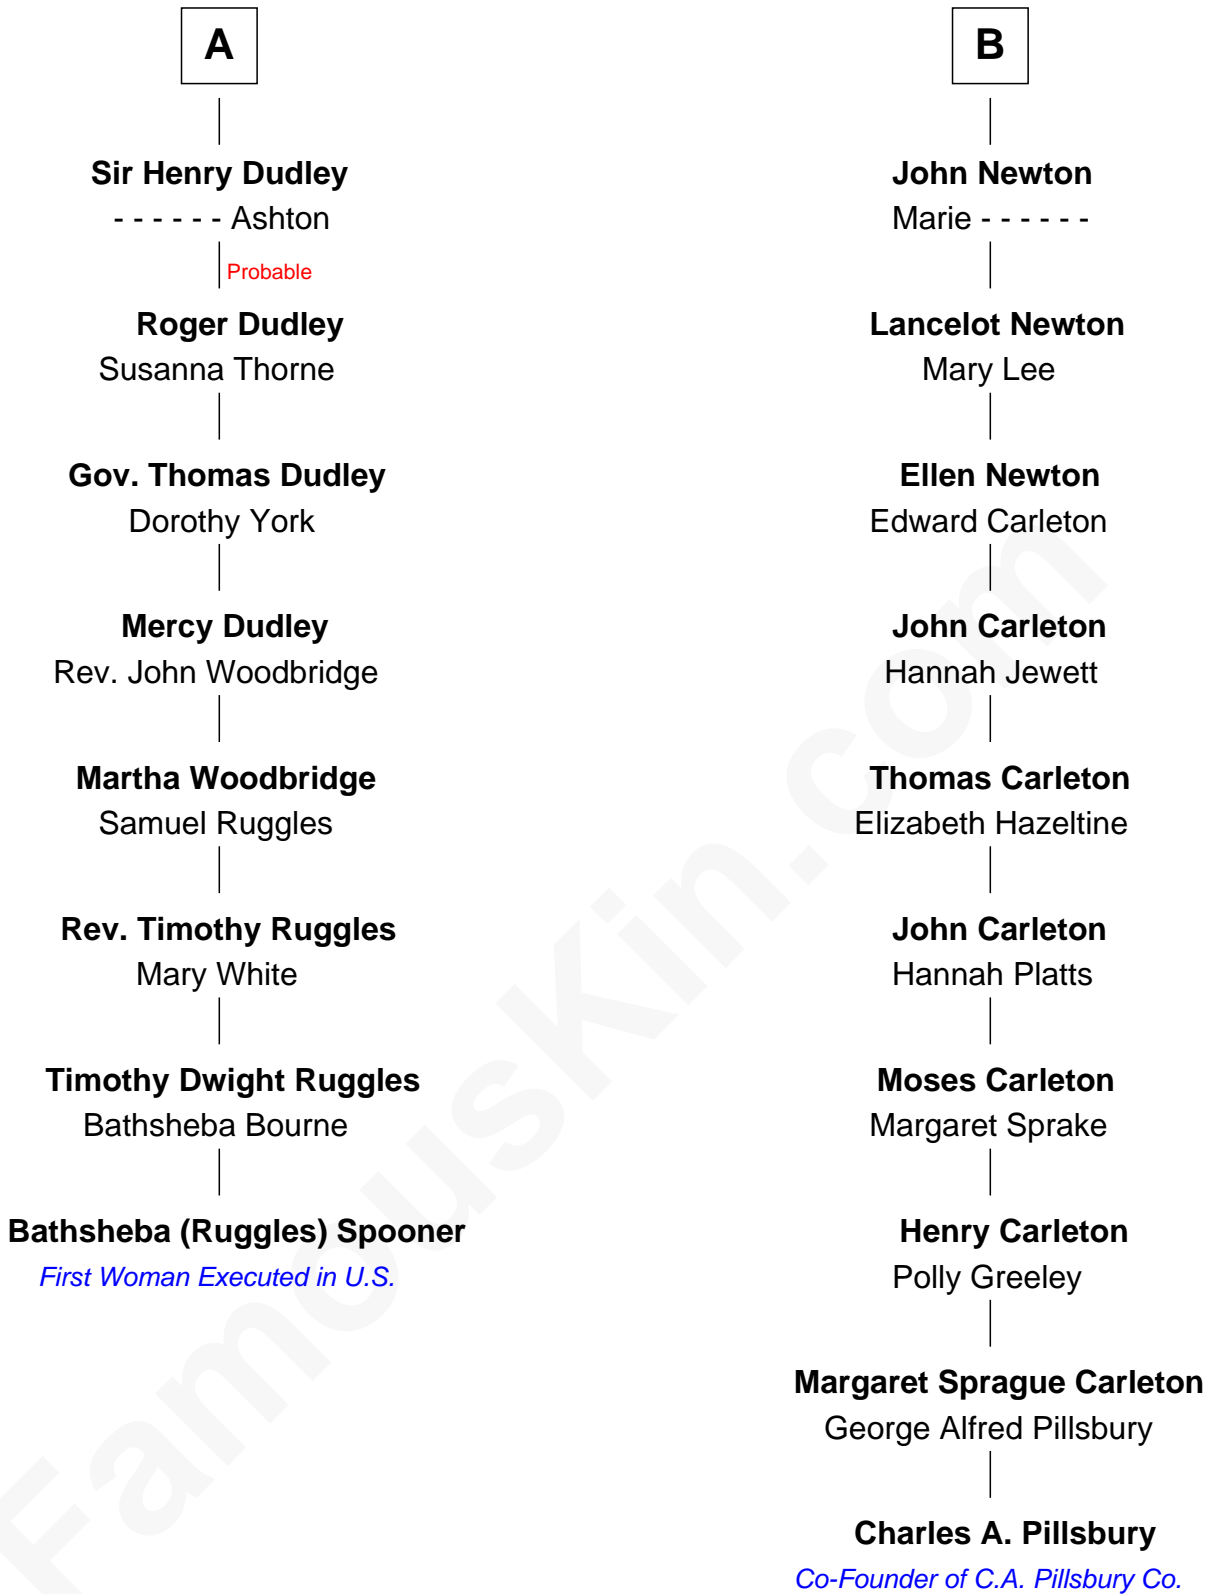 A
Sir Henry Dudley
- - - - - - Ashton
Probable
Roger Dudley
Susanna Thorne
Gov. Thomas Dudley
Dorothy York
Mercy Dudley
Rev. John Woodbridge
Martha Woodbridge
Samuel Ruggles
Rev. Timothy Ruggles
Mary White
Timothy Dwight Ruggles
Bathsheba Bourne
Bathsheba (Ruggles) Spooner
First Woman Executed in U.S.
B
John Newton
Marie - - - - - -
Lancelot Newton
Mary Lee
Ellen Newton
Edward Carleton
John Carleton
Hannah Jewett
Thomas Carleton
Elizabeth Hazeltine
John Carleton
Hannah Platts
Moses Carleton
Margaret Sprake
Henry Carleton
Polly Greeley
Margaret Sprague Carleton
George Alfred Pillsbury
Charles A. Pillsbury
Co-Founder of C.A. Pillsbury Co.
FamousKin.com